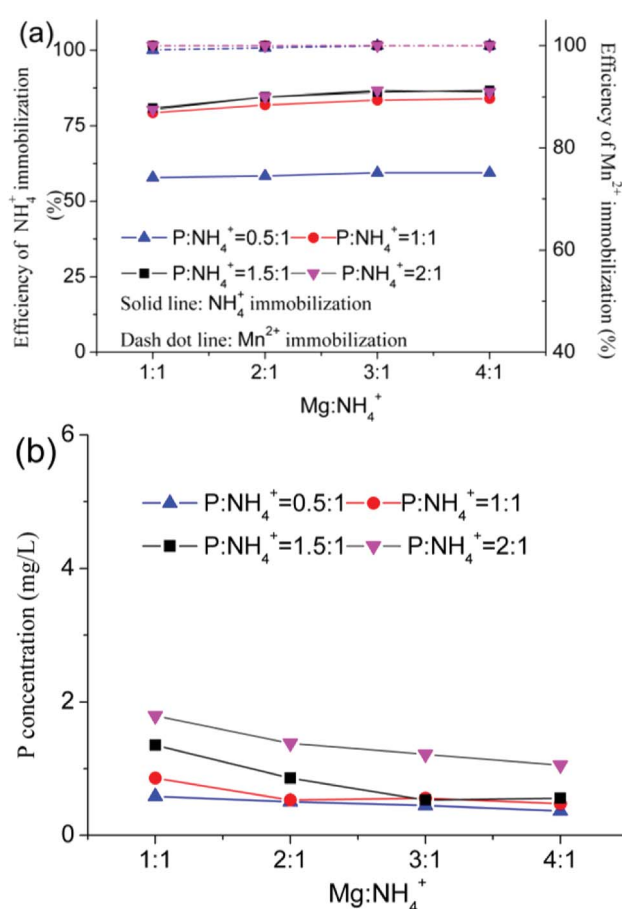 (a)
Efficiency of NH₄⁺ immobilization
(%)
100
75
50
25
0
P:NH₄⁺=0.5:1 P:NH₄⁺=1:1
P:NH₄⁺=1.5:1 P:NH₄⁺=2:1
Solid line: NH₄⁺ immobilization
Dash dot line: Mn²⁺ immobilization
100
80
60
40
Efficiency of Mn²⁺
immobilization (%)
1:1 2:1 3:1 4:1
Mg:NH₄⁺
(b)
P concentration (mg/L)
6
4
2
0
P:NH₄⁺=0.5:1 P:NH₄⁺=1:1
P:NH₄⁺=1.5:1 P:NH₄⁺=2:1
1:1 2:1 3:1 4:1
Mg:NH₄⁺